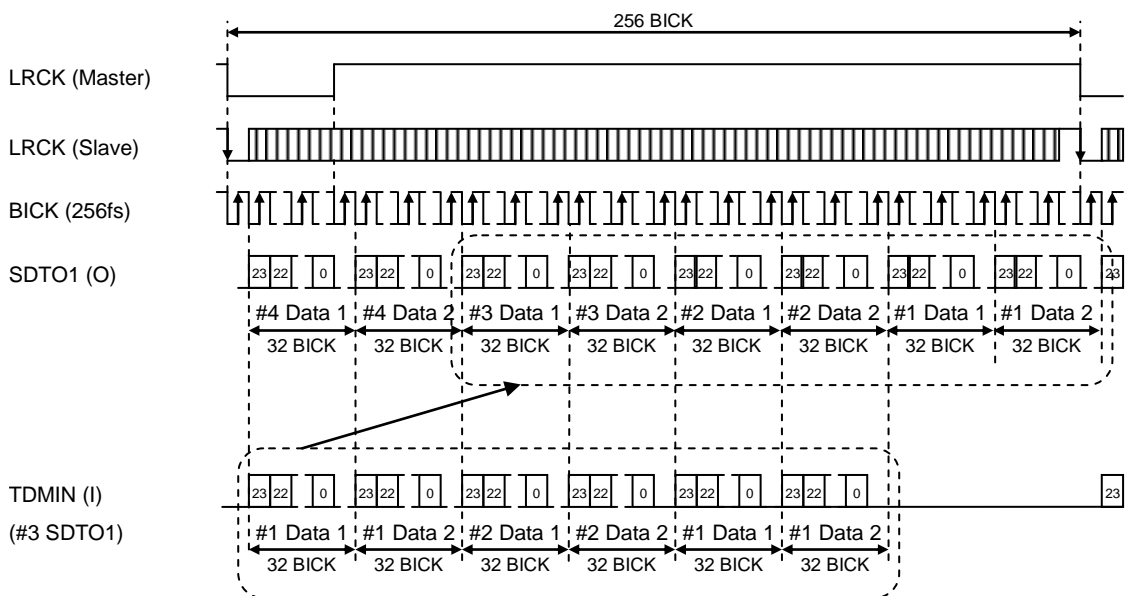 256 BICK
LRCK (Master)
LRCK (Slave)
BICK (256fs)
SDTO1 (O)
23 22 0 23 22 0 23 22 0 23 22 0 23 22 0 23 22 0 23 22 0 23 22 0 23
#4 Data 1 #4 Data 2 #3 Data 1 #3 Data 2 #2 Data 1 #2 Data 2 #1 Data 1 #1 Data 2
32 BICK 32 BICK 32 BICK 32 BICK 32 BICK 32 BICK 32 BICK 32 BICK
TDMIN (I)
23 22 0 23 22 0 23 22 0 23 22 0 23 22 0 23 22 0 23
(#3 SDTO1)
#1 Data 1 #1 Data 2 #2 Data 1 #2 Data 2 #1 Data 1 #1 Data 2
32 BICK 32 BICK 32 BICK 32 BICK 32 BICK 32 BICK